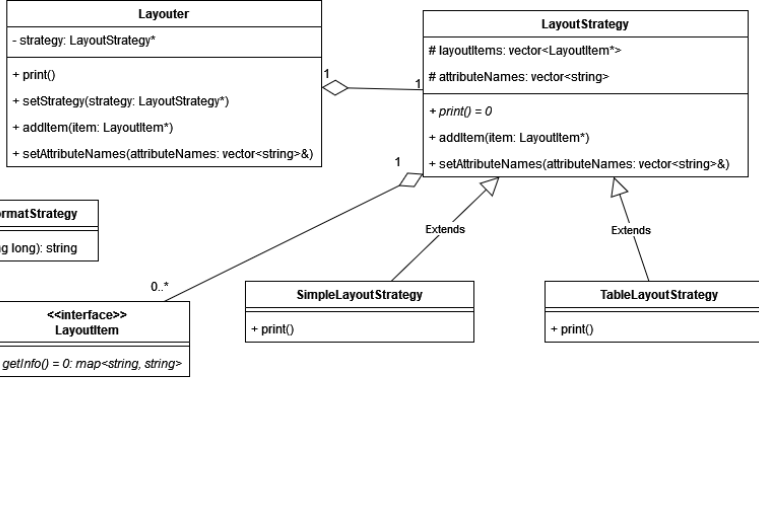 Layouter
- strategy: LayoutStrategy*
+ print()
+ setStrategy(strategy: LayoutStrategy*)
+ addItem(item: LayoutItem*)
+ setAttributeNames(attributeNames: vector<string>&)
1
1
LayoutStrategy
# layoutItems: vector<LayoutItem*>
# attributeNames: vector<string>
+ print() = 0
+ addItem(item: LayoutItem*)
+ setAttributeNames(attributeNames: vector<string>&)
1
0..*
Extends
Extends
rmatStrategy
g long): string
<<interface>>
LayoutItem
getInfo() = 0: map<string, string>
SimpleLayoutStrategy
+ print()
TableLayoutStrategy
+ print()